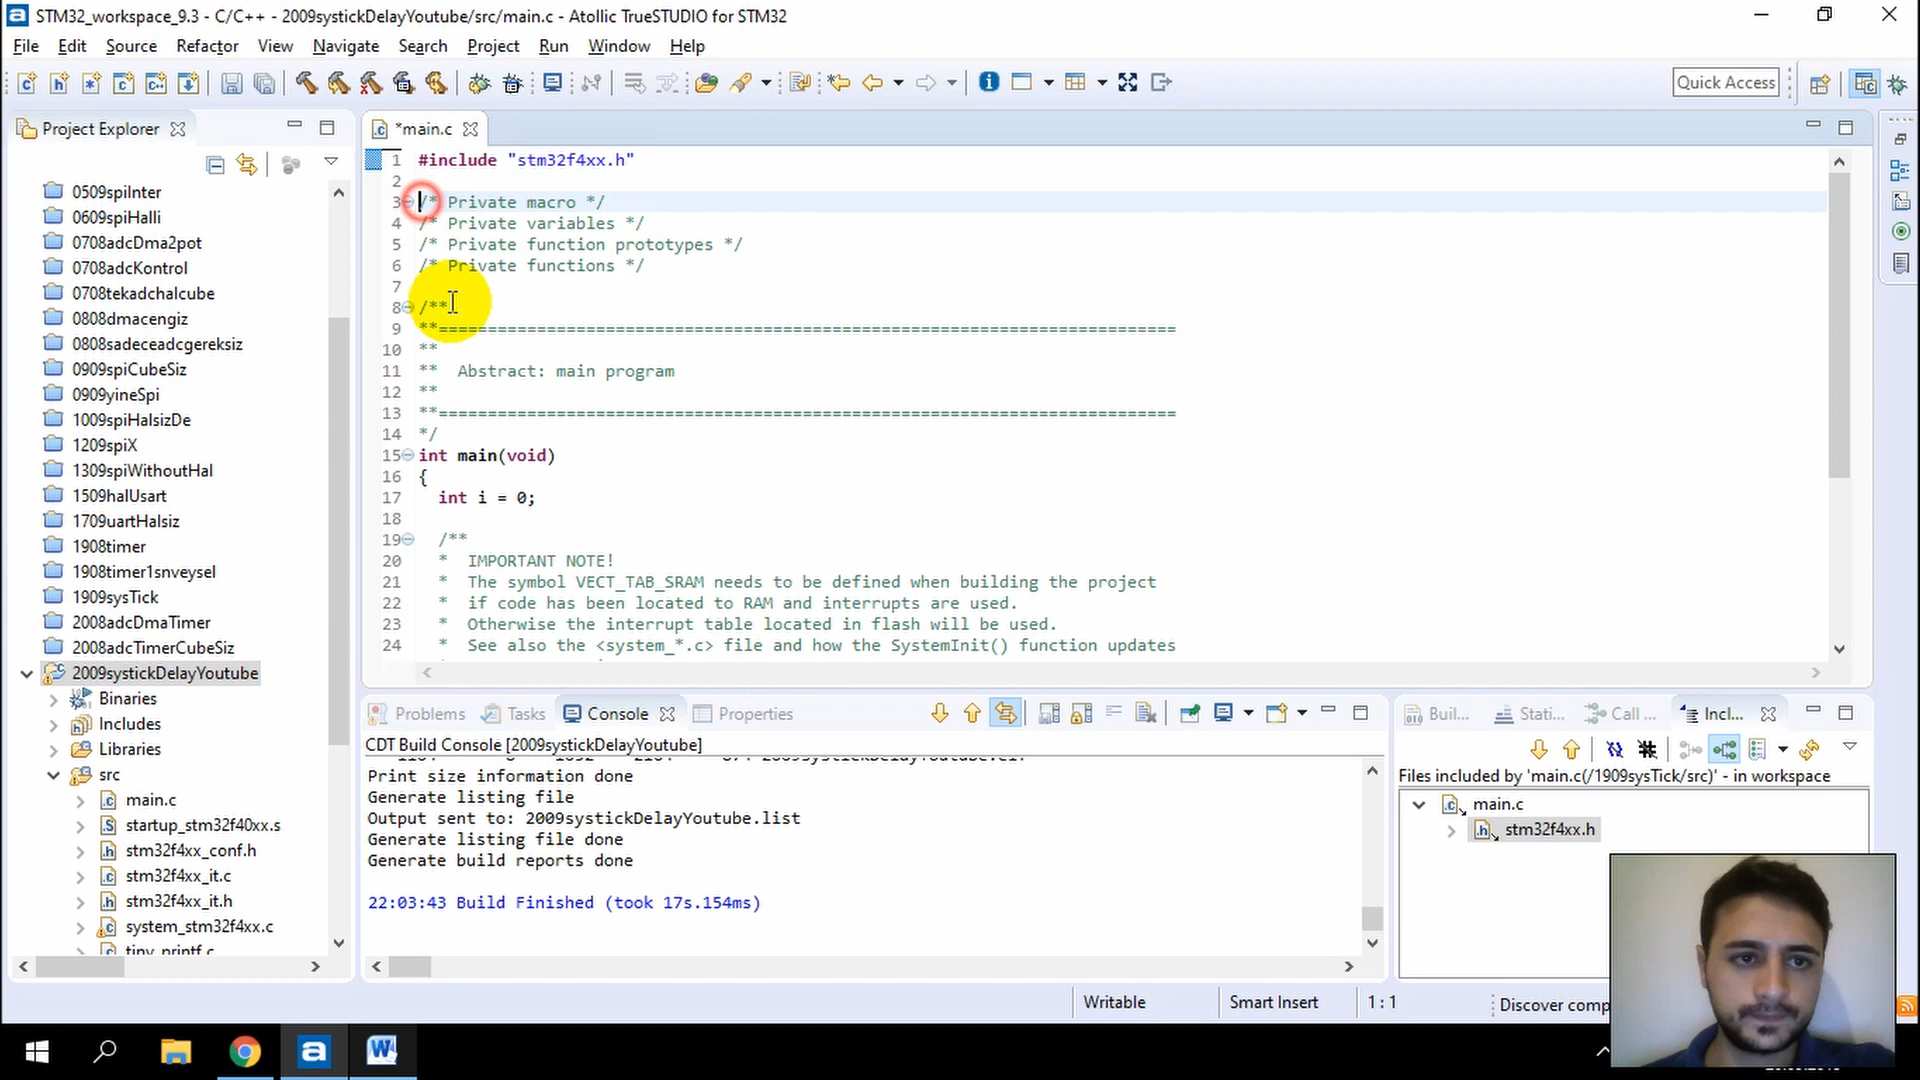 STM32_workspace_9.3 - C/C++ - 2009systickDelayYoutube/src/main.c - Atollic TrueSTUDIO for STM32
File Edit Source Refactor View Navigate Search Project Run Window Help
Quick Access
Project Explorer
0509spiInter
0609spiHalli
0708adcDma2pot
0708adcKontrol
0708tekadchalcube
0808dmacengiz
0808sadeceadcgereksiz
0909spiCubeSiz
0909yineSpi
1009spiHalsizDe
1209spiX
1309spiWithoutHal
1509halUsart
1709uartHalsiz
1908timer
1908timer1snveysel
1909sysTick
2008adcDmaTimer
2008adcTimerCubeSiz
2009systickDelayYoutube
Binaries
Includes
Libraries
src
main.c
startup_stm32f40xx.s
stm32f4xx_conf.h
stm32f4xx_it.c
stm32f4xx_it.h
system_stm32f4xx.c
tiny_printf.c
*main.c
1 #include "stm32f4xx.h"
2
3 /* Private macro */
4 /* Private variables */
5 /* Private function prototypes */
6 /* Private functions */
7
8 /**
9 **===========================================================================
10 **
11 **  Abstract: main program
12 **
13 **===========================================================================
14 */
15 int main(void)
16 {
17   int i = 0;
18
19   /**
20   *  IMPORTANT NOTE!
21   *  The symbol VECT_TAB_SRAM needs to be defined when building the project
22   *  if code has been located to RAM and interrupts are used.
23   *  Otherwise the interrupt table located in flash will be used.
24   *  See also the <system_*.c> file and how the SystemInit() function updates
Problems Tasks Console Properties
CDT Build Console [2009systickDelayYoutube]
Print size information done
Generate listing file
Output sent to: 2009systickDelayYoutube.list
Generate listing file done
Generate build reports done
22:03:43 Build Finished (took 17s.154ms)
Buil... Stati... Call ... Incl...
Files included by 'main.c(/1909sysTick/src)' - in workspace
main.c
stm32f4xx.h
Writable Smart Insert 1 : 1 Discover comp